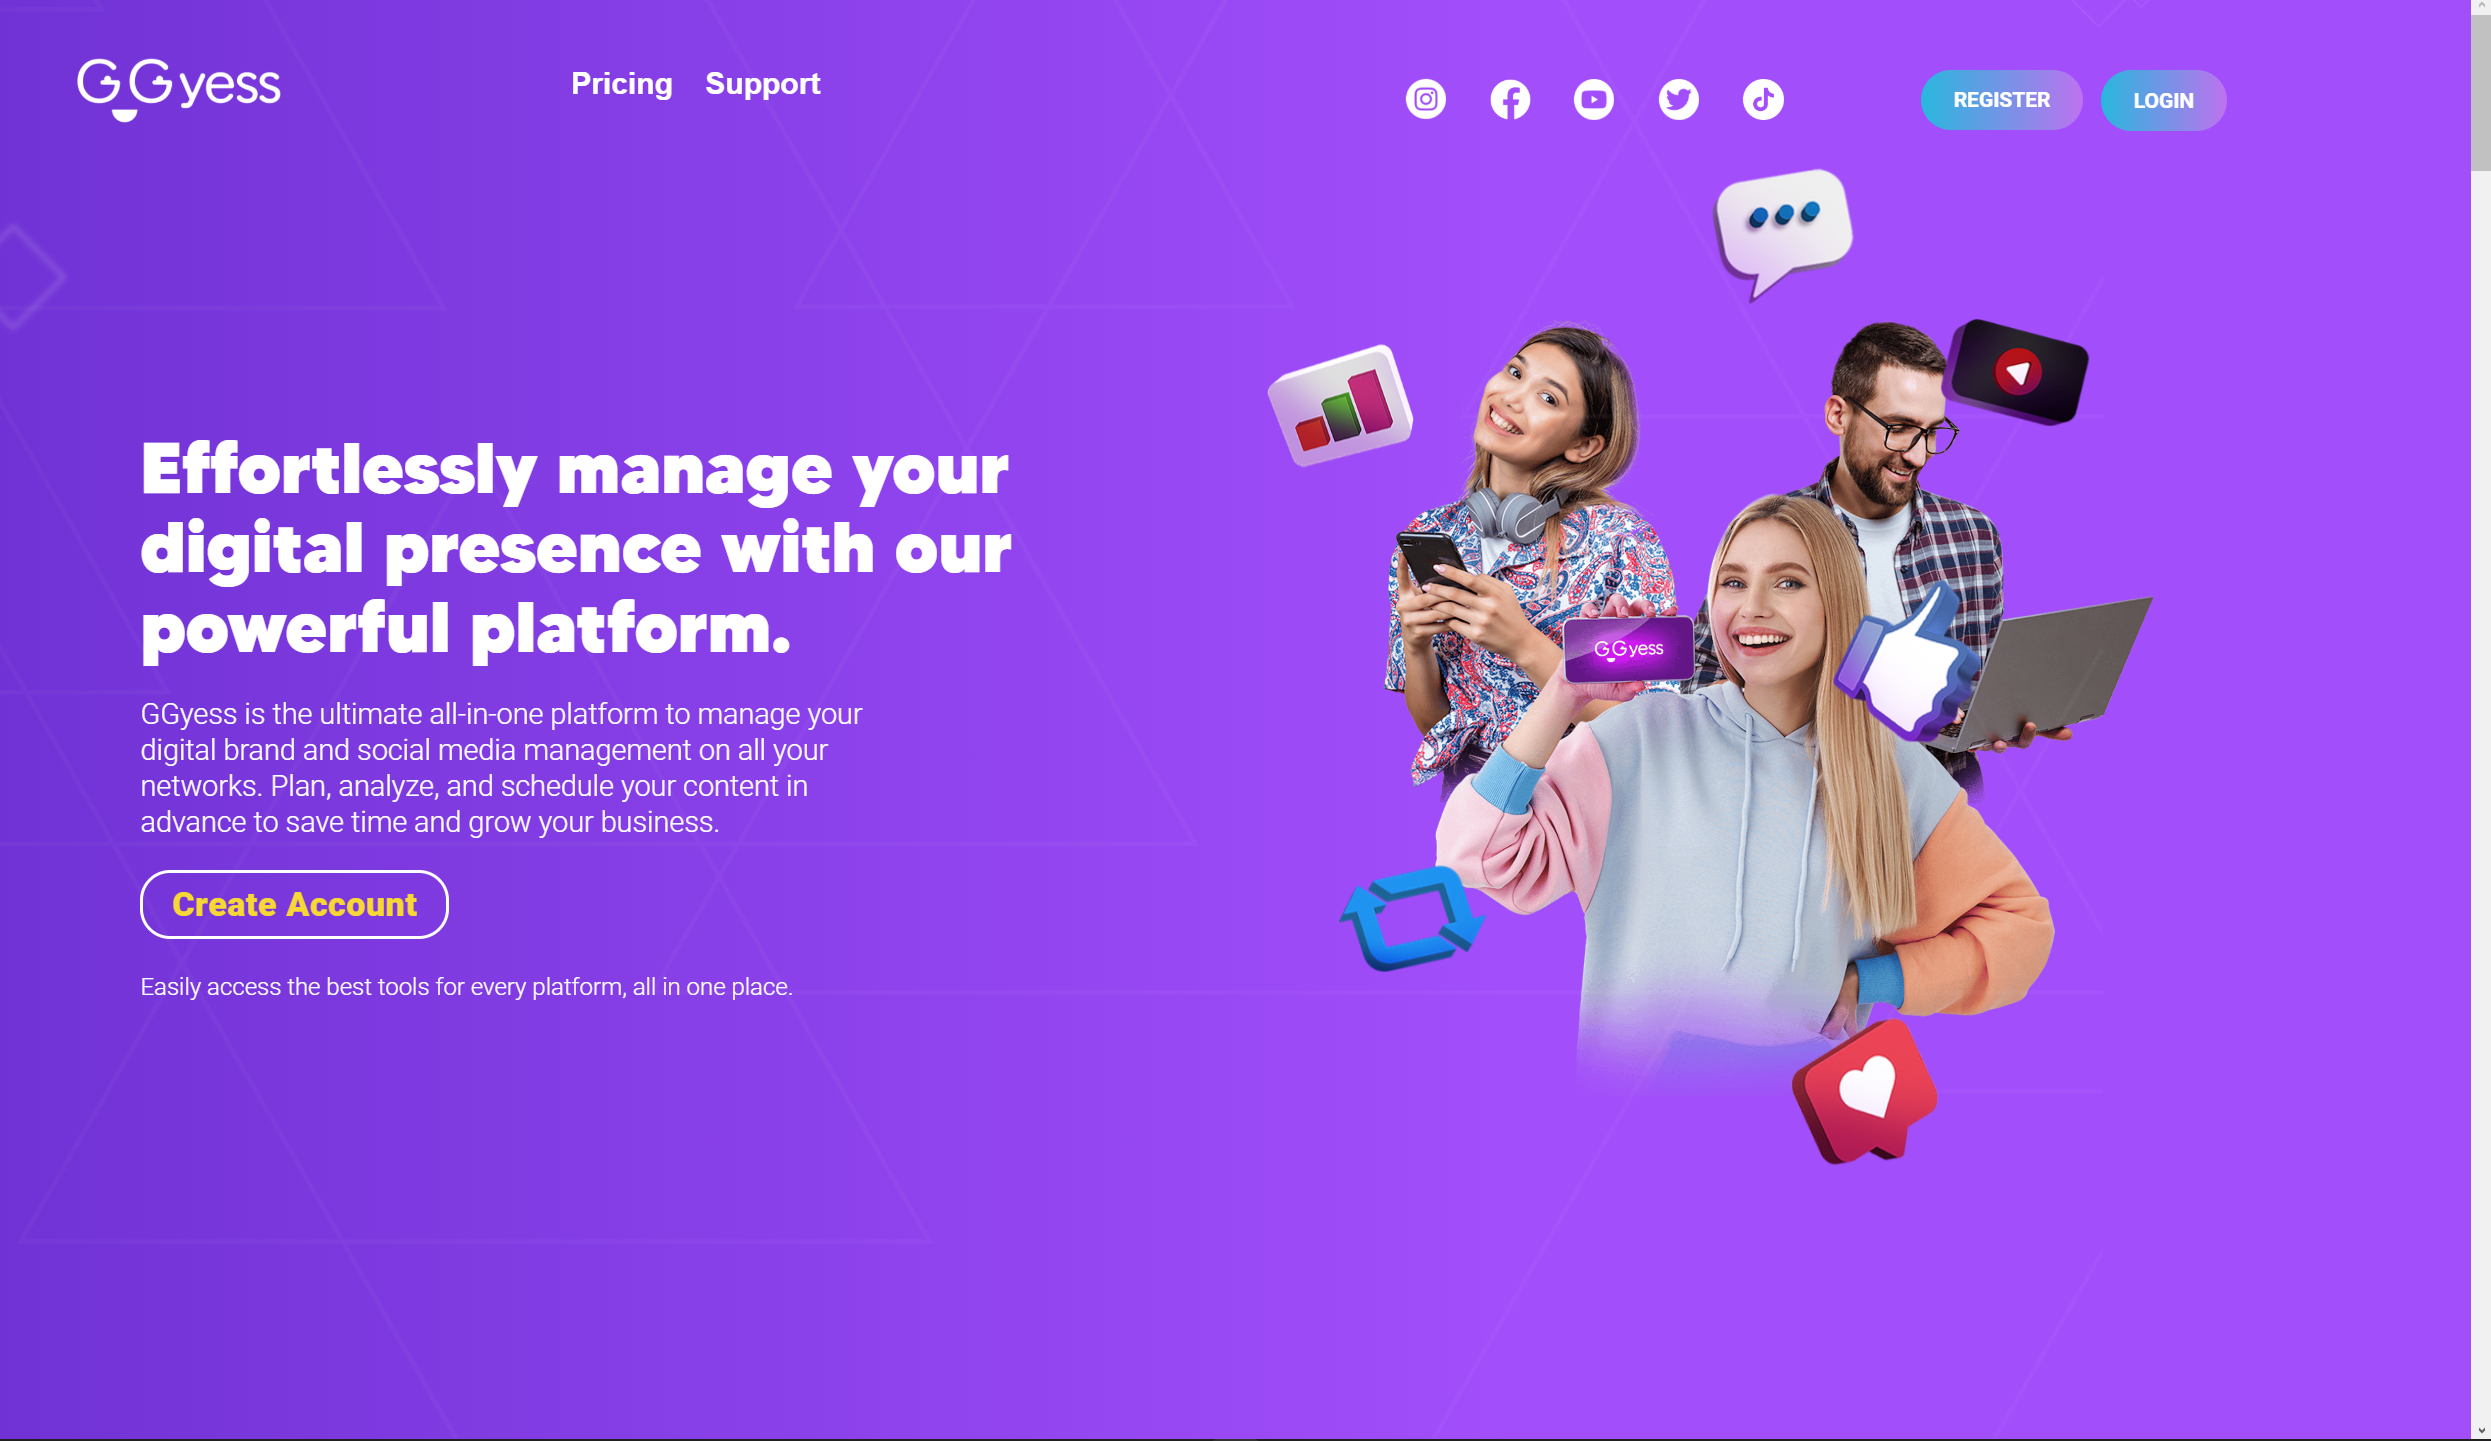 GGyess
Pricing
Support
REGISTER
LOGIN
Effortlessly manage your
digital presence with our
powerful platform.
GGyess is the ultimate all-in-one platform to manage your
digital brand and social media management on all your
networks. Plan, analyze, and schedule your content in
advance to save time and grow your business.
Create Account
Easily access the best tools for every platform, all in one place.
GGyess